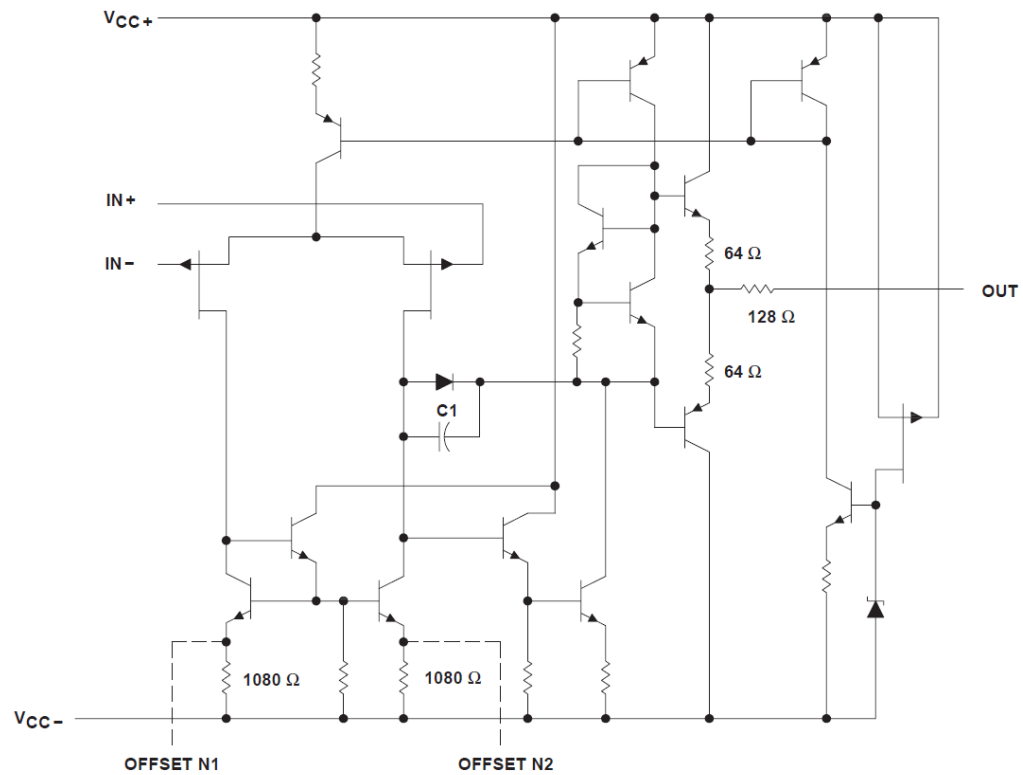 VCC+
IN+
IN−
64 Ω
OUT
128 Ω
64 Ω
C1
1080 Ω
1080 Ω
VCC−
OFFSET N1
OFFSET N2